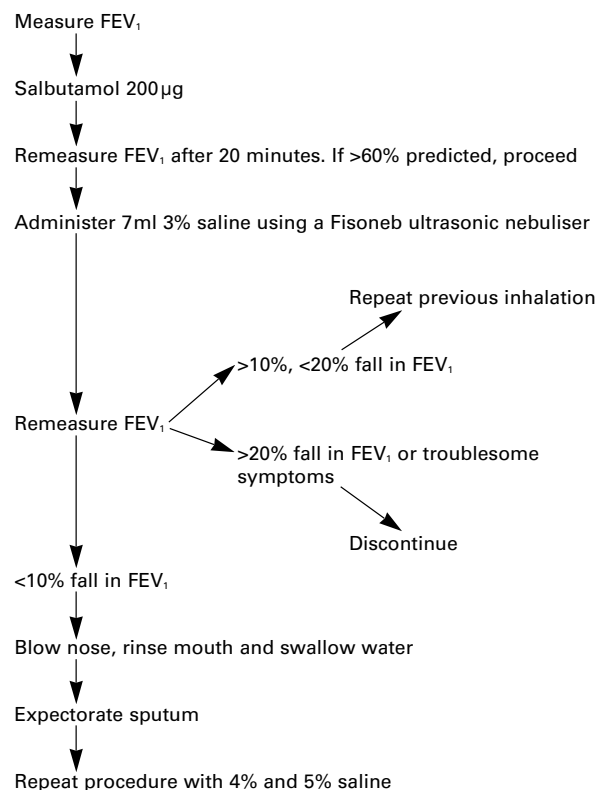 Measure FEV₁
Salbutamol 200 µg
Remeasure FEV₁ after 20 minutes. If >60% predicted, proceed
Administer 7ml 3% saline using a Fisoneb ultrasonic nebuliser
Repeat previous inhalation
>10%, <20% fall in FEV₁
Remeasure FEV₁
>20% fall in FEV₁ or troublesome
symptoms
Discontinue
<10% fall in FEV₁
Blow nose, rinse mouth and swallow water
Expectorate sputum
Repeat procedure with 4% and 5% saline